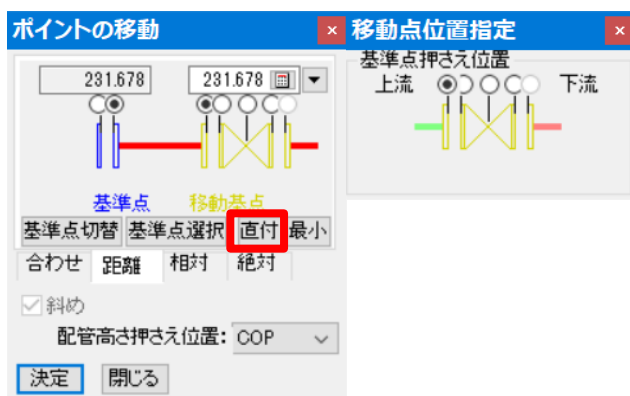 ポイントの移動 ×
231.678 231.678
基準点 移動基点
基準点切替 基準点選択 直付 最小
合わせ 距離 相対 絶対
斜め
配管高さ押さえ位置: COP
決定 閉じる
移動点位置指定 ×
基準点押さえ位置
上流 下流